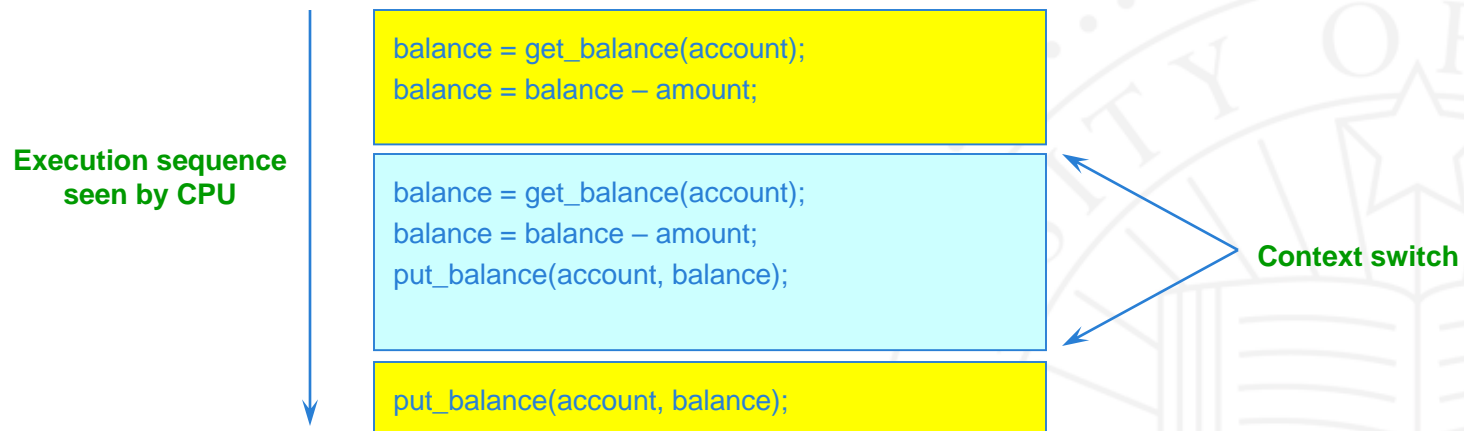 balance = get_balance(account);
balance = balance – amount;
Execution sequence
seen by CPU
balance = get_balance(account);
balance = balance – amount;
put_balance(account, balance);
Context switch
put_balance(account, balance);